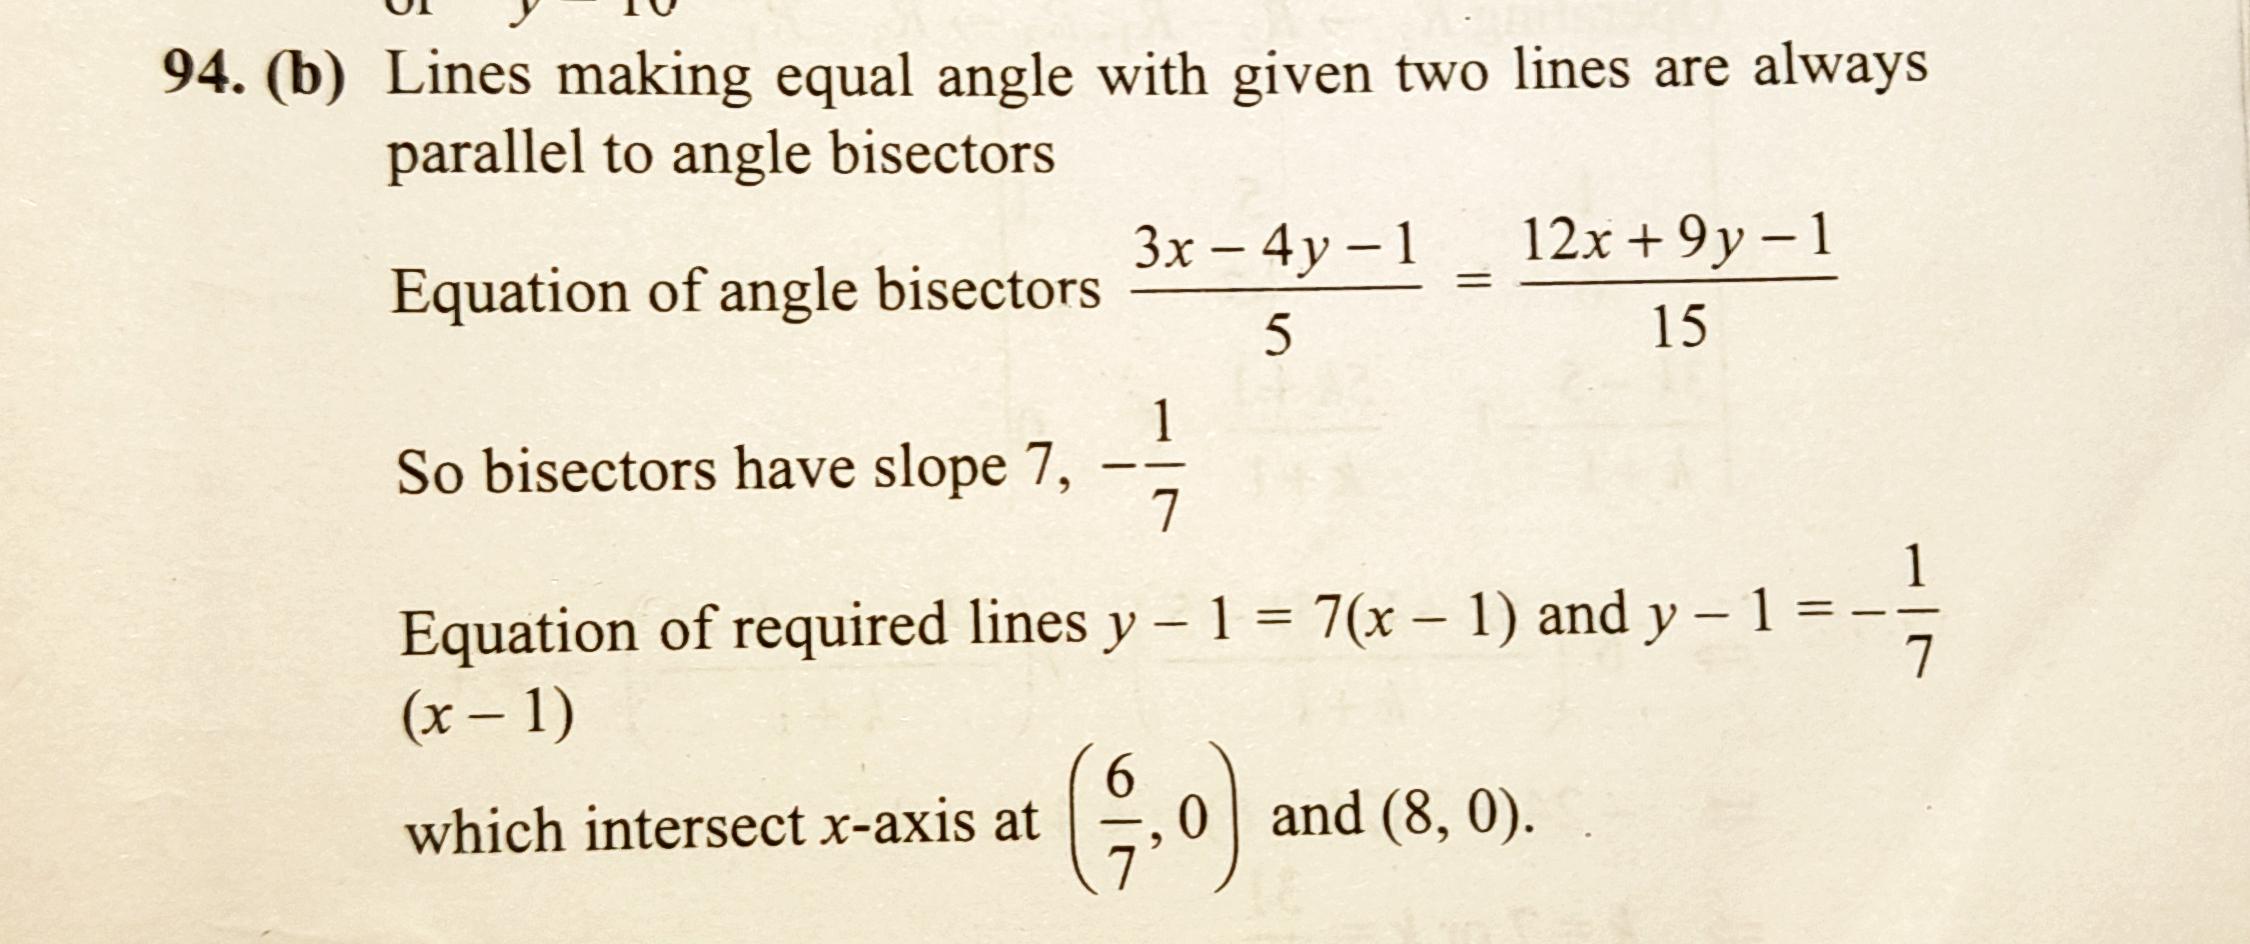 or y = 10
94. (b) Lines making equal angle with given two lines are always
parallel to angle bisectors
Equation of angle bisectors \frac{3x – 4y – 1}{5} = \frac{12x + 9y – 1}{15}
So bisectors have slope 7, –\frac{1}{7}
Equation of required lines y – 1 = 7(x – 1) and y – 1 = –\frac{1}{7}
(x – 1)
which intersect x-axis at \left(\frac{6}{7}, 0\right) and (8, 0).